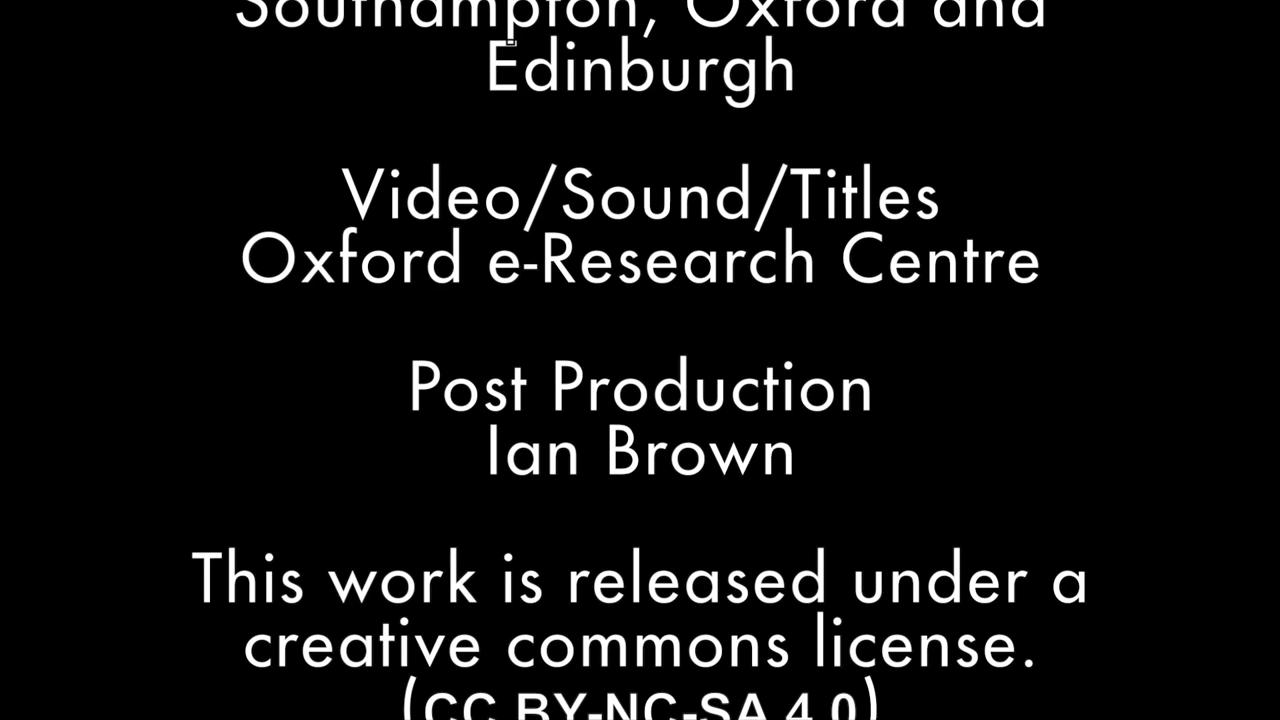 Southampton, Oxford and
Edinburgh
Video/Sound/Titles
Oxford e-Research Centre
Post Production
Ian Brown
This work is released under a
creative commons license.
(CC BY-NC-SA 4.0)